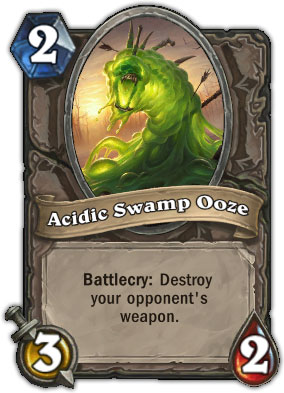 2
Acidic Swamp Ooze
Battlecry: Destroy
your opponent's
weapon.
3
2